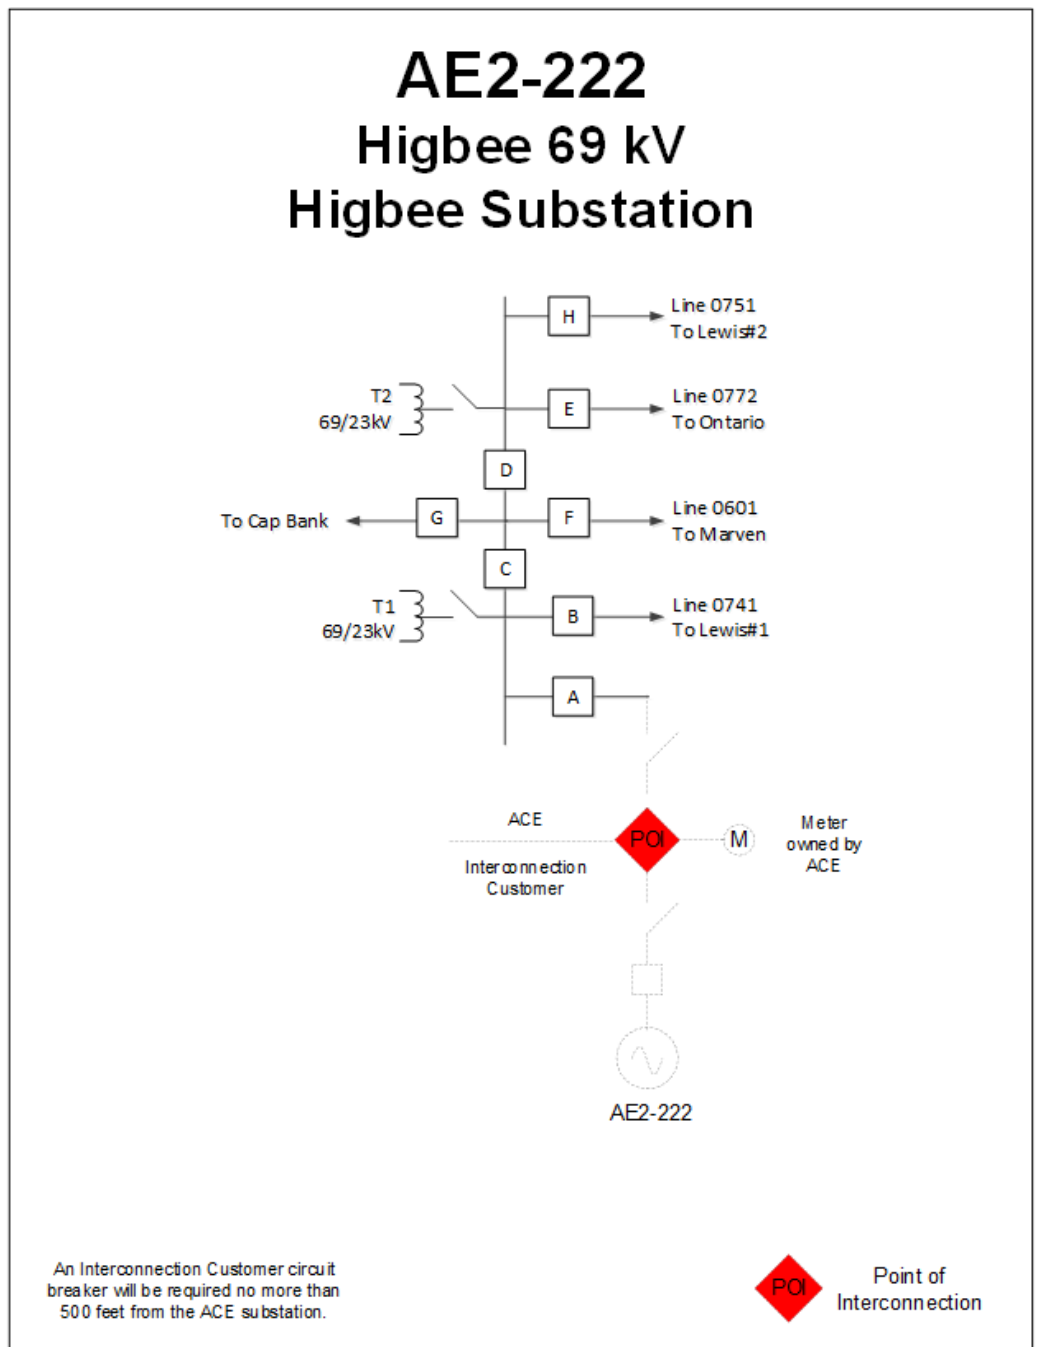 AE2-222
Higbee 69 kV
Higbee Substation
H
Line 0751
To Lewis#2
T2
69/23kV
E
Line 0772
To Ontario
D
To Cap Bank
G
F
Line 0601
To Marven
C
T1
69/23kV
B
Line 0741
To Lewis#1
A
ACE
Interconnection
Customer
POI
M
Meter
owned by
ACE
AE2-222
An Interconnection Customer circuit
breaker will be required no more than
500 feet from the ACE substation.
POI
Point of
Interconnection